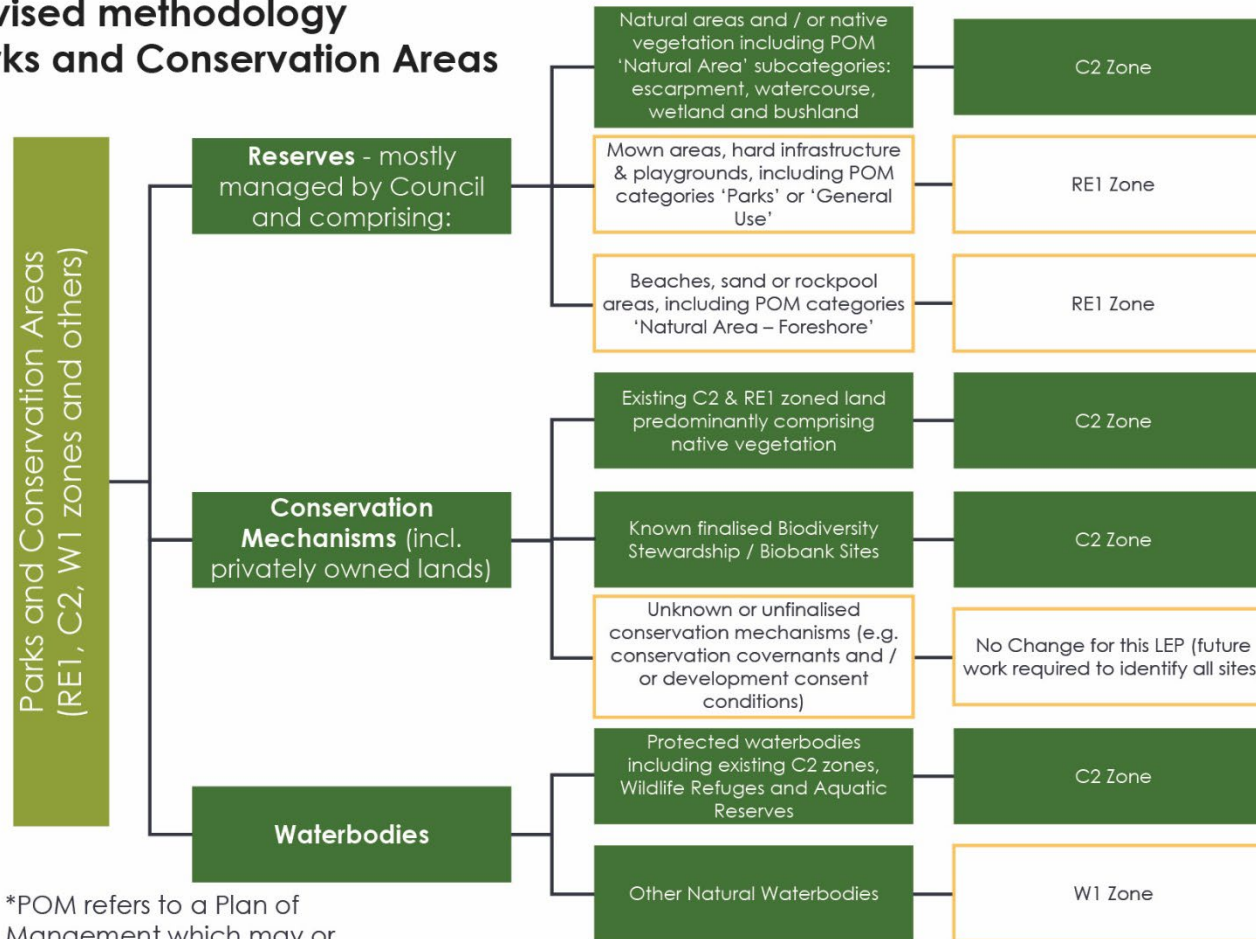 vised methodology
rks and Conservation Areas
Parks and Conservation Areas
(RE1, C2, W1 zones and others)
Reserves - mostly
managed by Council
and comprising:
Natural areas and / or native
vegetation including POM
‘Natural Area’ subcategories:
escarpment, watercourse,
wetland and bushland
C2 Zone
Mown areas, hard infrastructure
& playgrounds, including POM
categories ‘Parks’ or ‘General
Use’
RE1 Zone
Beaches, sand or rockpool
areas, including POM categories
‘Natural Area – Foreshore’
RE1 Zone
Conservation
Mechanisms (incl.
privately owned lands)
Existing C2 & RE1 zoned land
predominantly comprising
native vegetation
C2 Zone
Known finalised Biodiversity
Stewardship / Biobank Sites
C2 Zone
Unknown or unfinalised
conservation mechanisms (e.g.
conservation covernants and /
or development consent
conditions)
No Change for this LEP (future
work required to identify all sites
Waterbodies
Protected waterbodies
including existing C2 zones,
Wildlife Refuges and Aquatic
Reserves
C2 Zone
Other Natural Waterbodies
W1 Zone
*POM refers to a Plan of
Mangement which may or